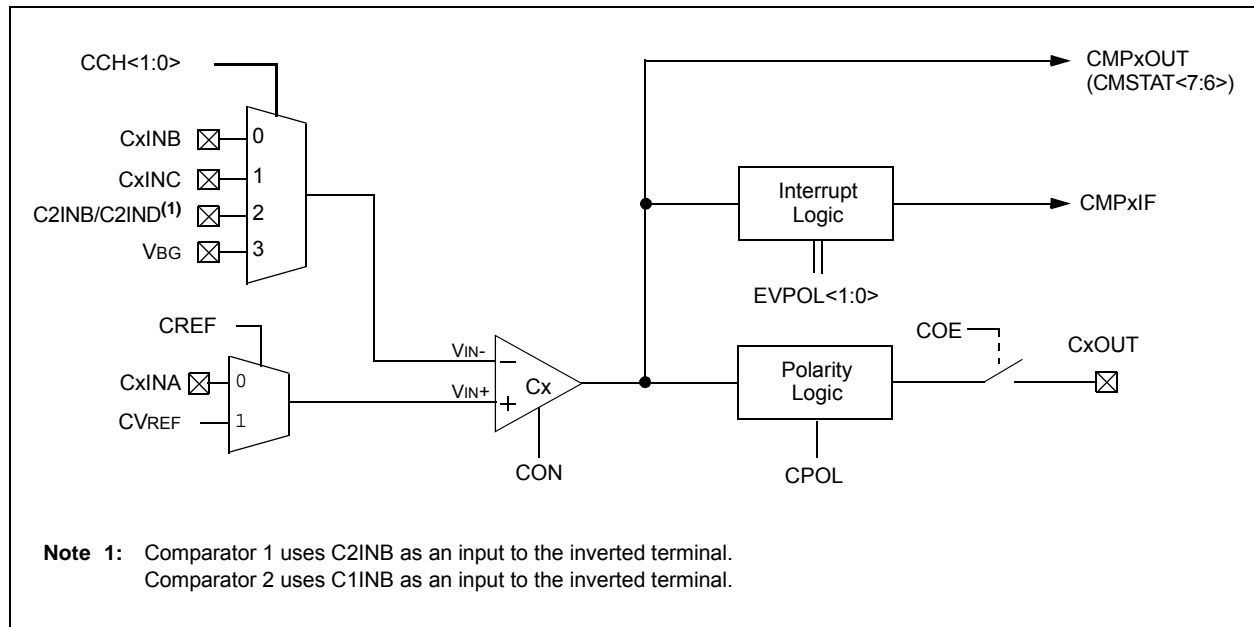 CCH<1:0>
CxINB
0
CxINC
1
C2INB/C2IND(1)
2
VBG
3
CREF
CxINA
0
CVREF
1
VIN-
–
VIN+
+
Cx
CON
CMPxOUT
(CMSTAT<7:6>)
Interrupt
Logic
CMPxIF
EVPOL<1:0>
COE
CxOUT
Polarity
Logic
CPOL
Note 1: Comparator 1 uses C2INB as an input to the inverted terminal.
Comparator 2 uses C1INB as an input to the inverted terminal.